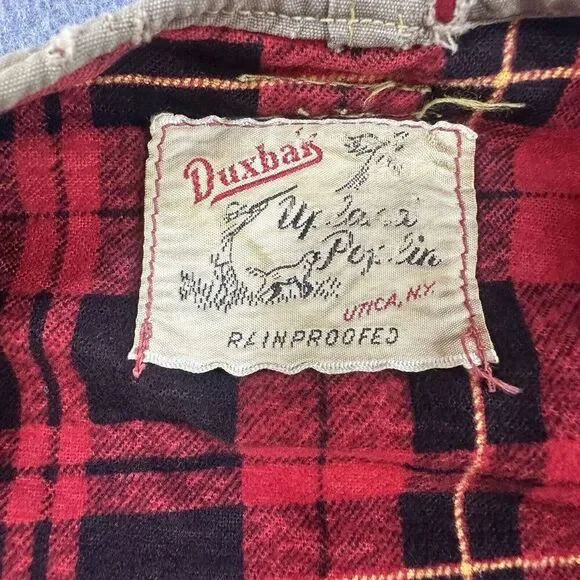 Duxbak
Upland
Poplin
UTICA, N.Y.
RAINPROOFED